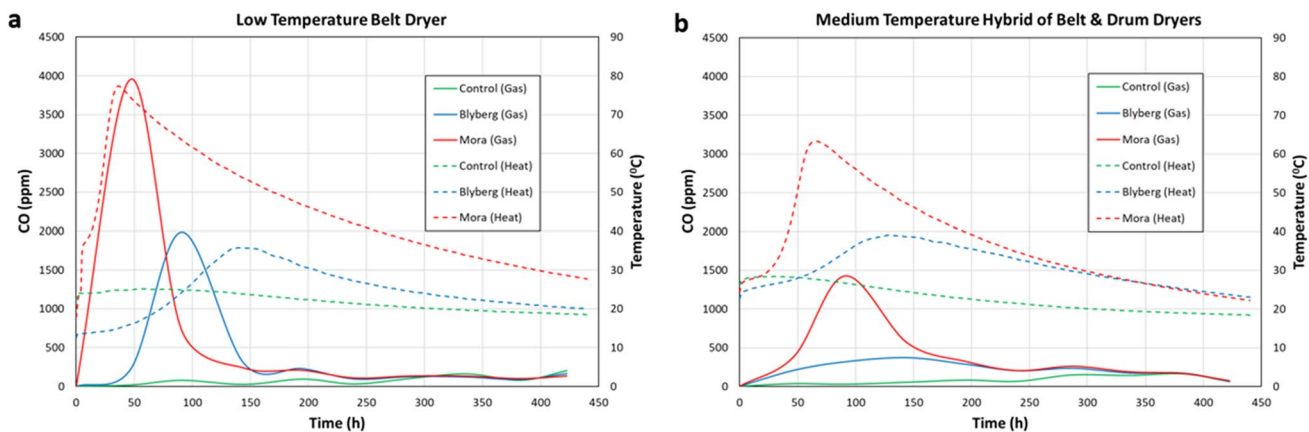 a
Low Temperature Belt Dryer
4500
4000
3500
3000
2500
2000
1500
1000
500
0
CO (ppm)
90
80
70
60
50
40
30
20
10
0
Temperature (⁰C)
Control (Gas)
Blyberg (Gas)
Mora (Gas)
Control (Heat)
Blyberg (Heat)
Mora (Heat)
0 50 100 150 200 250 300 350 400 450
Time (h)
b
Medium Temperature Hybrid of Belt & Drum Dryers
4500
4000
3500
3000
2500
2000
1500
1000
500
0
CO (ppm)
90
80
70
60
50
40
30
20
10
0
Temperature (⁰C)
Control (Gas)
Blyberg (Gas)
Mora (Gas)
Control (Heat)
Blyberg (Heat)
Mora (Heat)
0 50 100 150 200 250 300 350 400 450
Time (h)